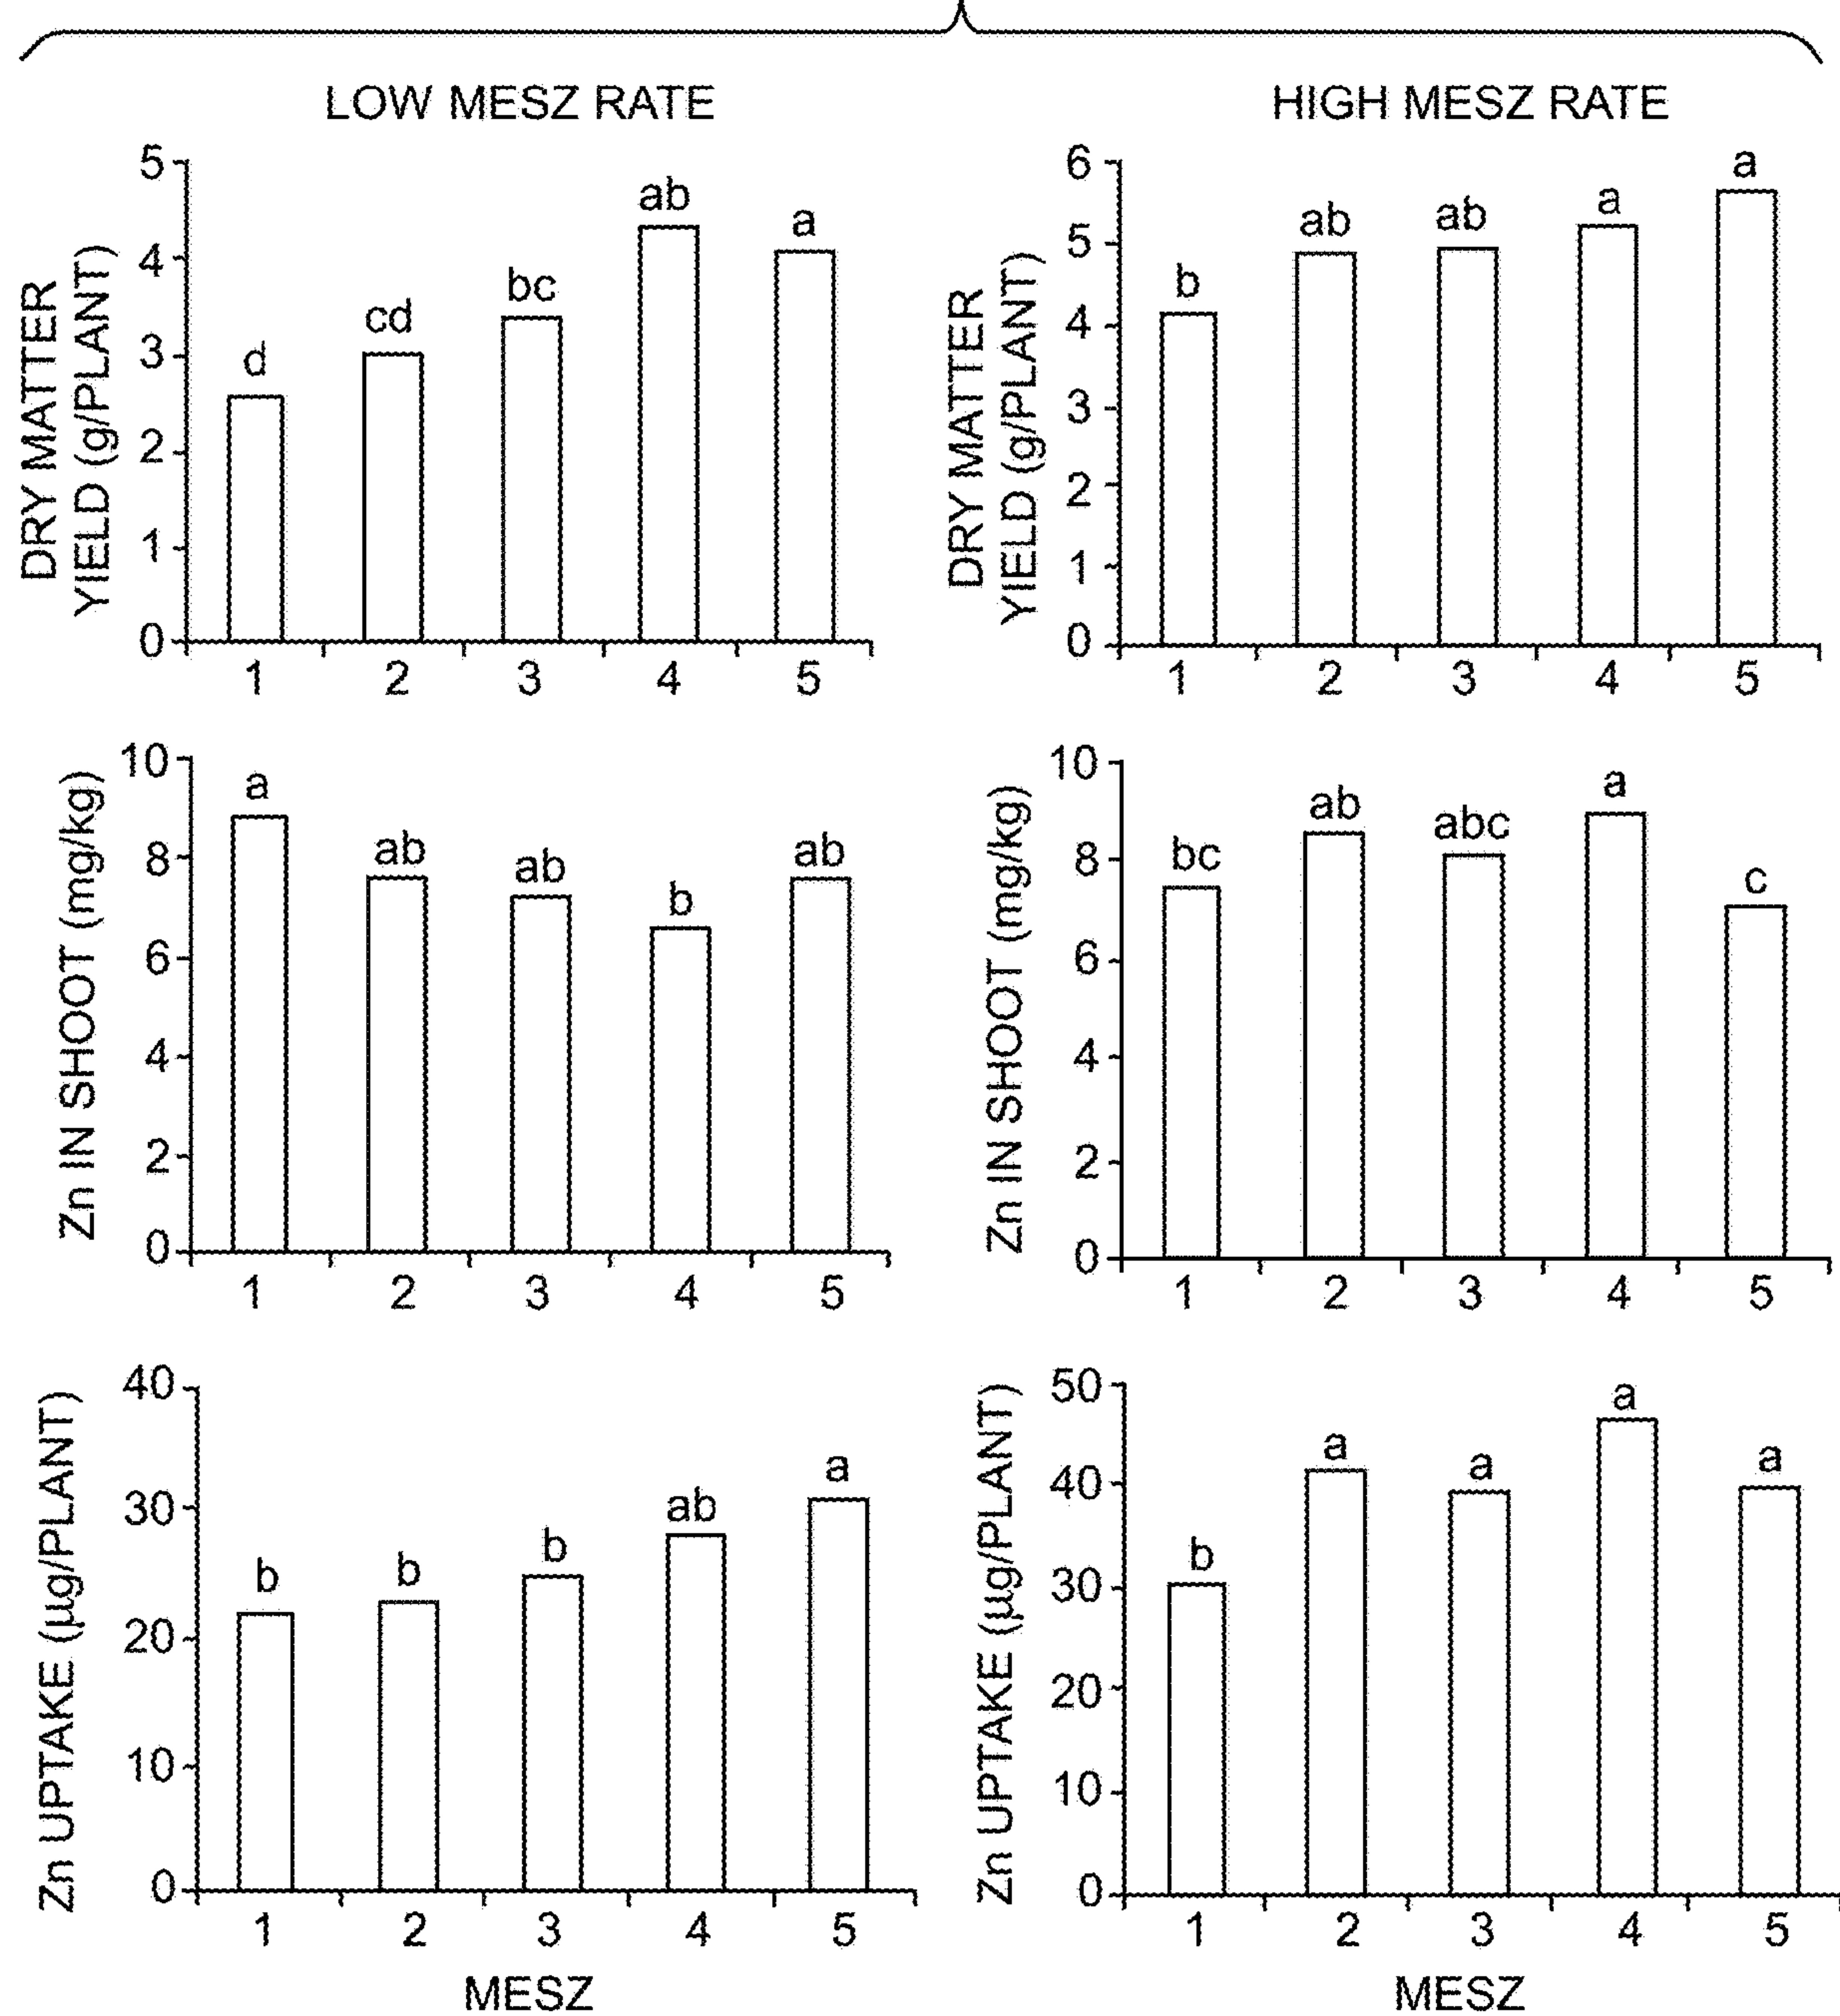 LOW MESZ RATE
DRY MATTER
YIELD (g/PLANT)
5
4
3
2
1
0
d
cd
bc
ab
a
1 2 3 4 5
HIGH MESZ RATE
DRY MATTER
YIELD (g/PLANT)
6
5
4
3
2
1
0
b
ab
ab
a
a
1 2 3 4 5
Zn IN SHOOT (mg/kg)
10
8
6
4
2
0
a
ab
ab
b
ab
1 2 3 4 5
Zn IN SHOOT (mg/kg)
10
8
6
4
2
0
bc
ab
abc
a
c
1 2 3 4 5
Zn UPTAKE (µg/PLANT)
40
30
20
10
0
b
b
b
ab
a
1 2 3 4 5
MESZ
Zn UPTAKE (µg/PLANT)
50
40
30
20
10
0
b
a
a
a
a
1 2 3 4 5
MESZ